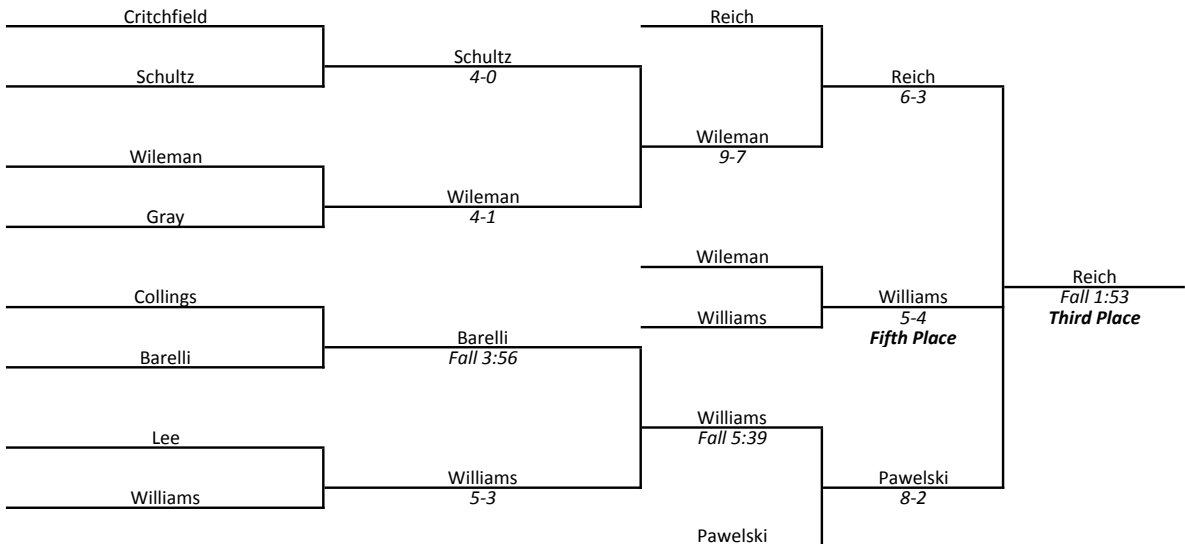 Critchfield
Reich
Schultz
4-0
Schultz
Reich
6-3
Wileman
Wileman
9-7
Wileman
4-1
Gray
Wileman
Reich
Fall 1:53
Third Place
Collings
Williams
5-4
Fifth Place
Williams
Barelli
Fall 3:56
Barelli
Williams
Fall 5:39
Lee
Williams
5-3
Pawelski
8-2
Williams
Pawelski